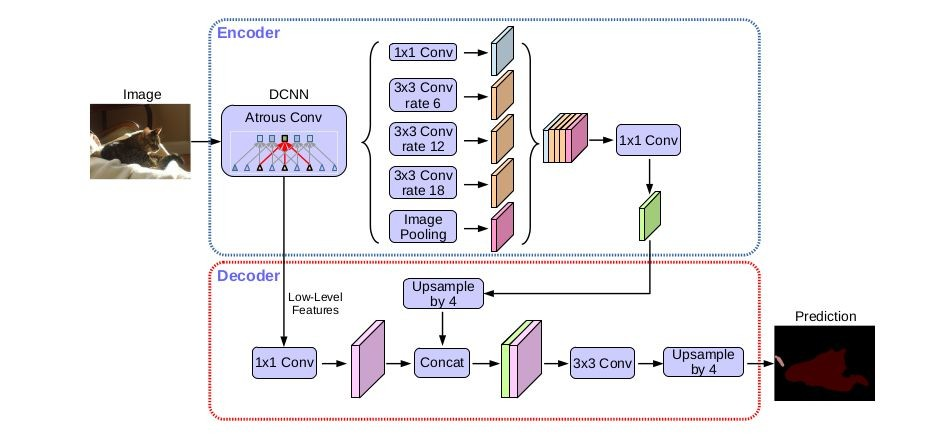 Encoder
Image
DCNN
Atrous Conv
1x1 Conv
3x3 Conv
rate 6
3x3 Conv
rate 12
3x3 Conv
rate 18
Image
Pooling
1x1 Conv
Decoder
Low-Level
Features
Upsample
by 4
1x1 Conv
Concat
3x3 Conv
Upsample
by 4
Prediction